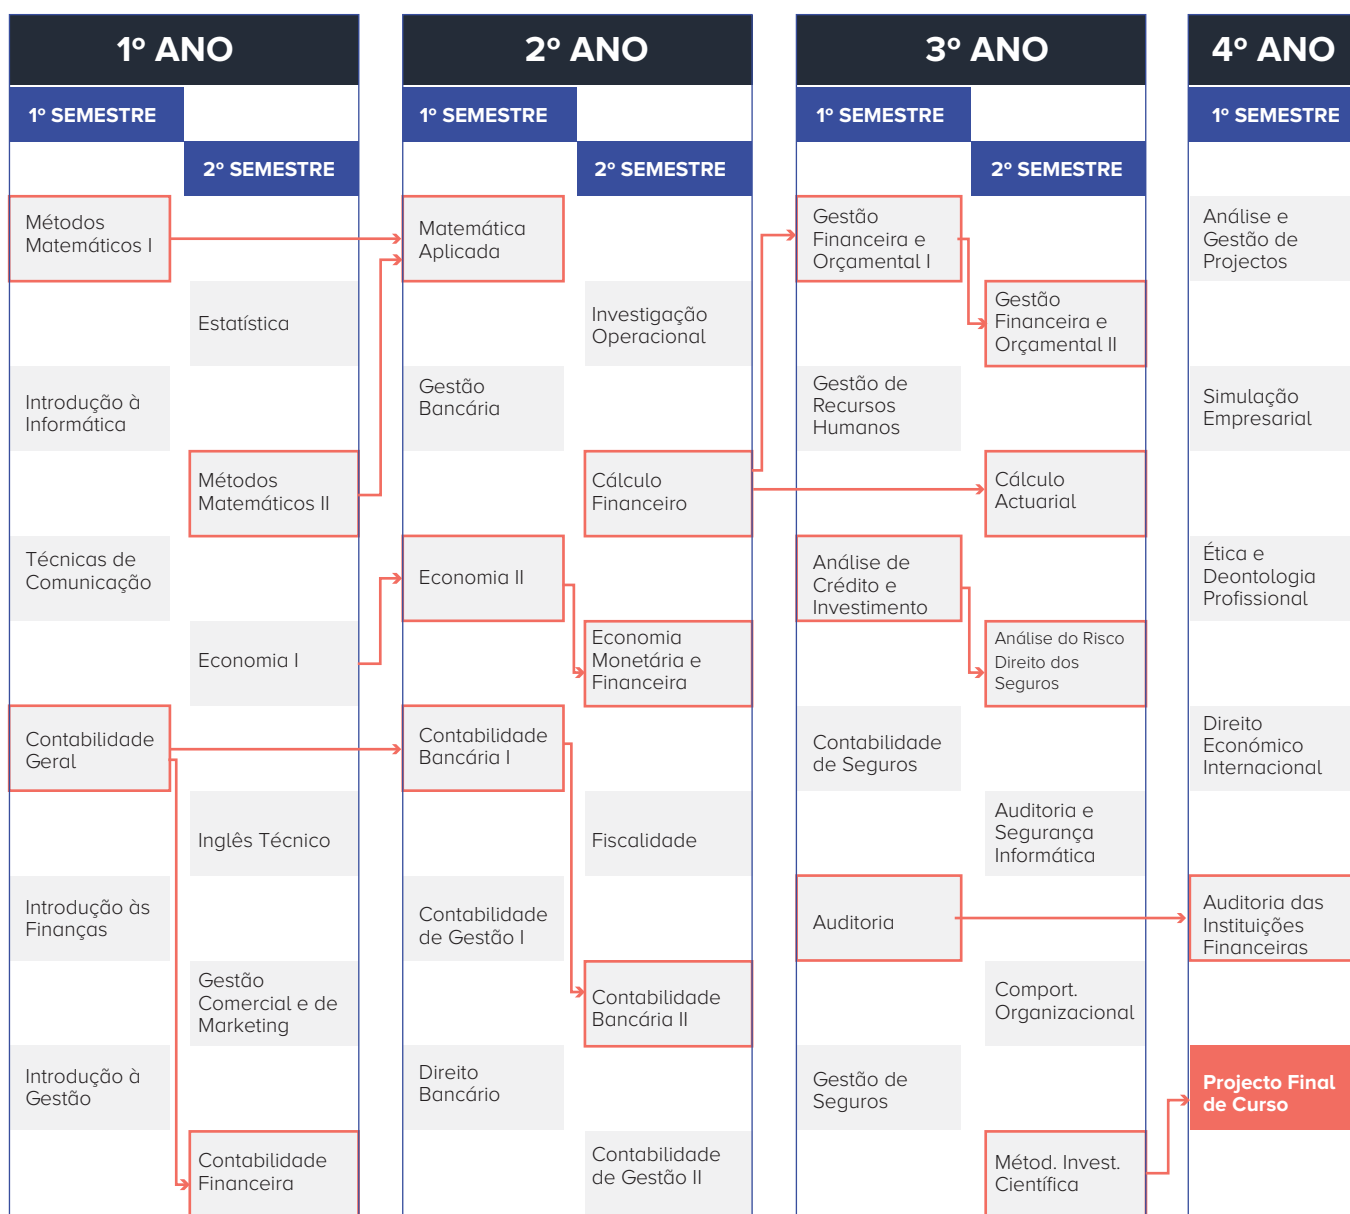 1º ANO
1º SEMESTRE
2º SEMESTRE
Métodos
Matemáticos I
Estatística
Introdução à
Informática
Métodos
Matemáticos II
Técnicas de
Comunicação
Economia I
Contabilidade
Geral
Inglês Técnico
Introdução às
Finanças
Gestão
Comercial e de
Marketing
Introdução à
Gestão
Contabilidade
Financeira
2º ANO
1º SEMESTRE
2º SEMESTRE
Matemática
Aplicada
Investigação
Operacional
Gestão
Bancária
Cálculo
Financeiro
Economia II
Economia
Monetária e
Financeira
Contabilidade
Bancária I
Fiscalidade
Contabilidade
de Gestão I
Contabilidade
Bancária II
Direito
Bancário
Contabilidade
de Gestão II
3º ANO
1º SEMESTRE
2º SEMESTRE
Gestão
Financeira e
Orçamental I
Gestão
Financeira e
Orçamental II
Gestão de
Recursos
Humanos
Cálculo
Actuarial
Análise de
Crédito e
Investimento
Análise do Risco
Direito dos
Seguros
Contabilidade
de Seguros
Auditoria e
Segurança
Informática
Auditoria
Comport.
Organizacional
Gestão de
Seguros
Métod. Invest.
Científica
4º ANO
1º SEMESTRE
Análise e
Gestão de
Projectos
Simulação
Empresarial
Ética e
Deontologia
Profissional
Direito
Económico
Internacional
Auditoria das
Instituições
Financeiras
Projecto Final
de Curso